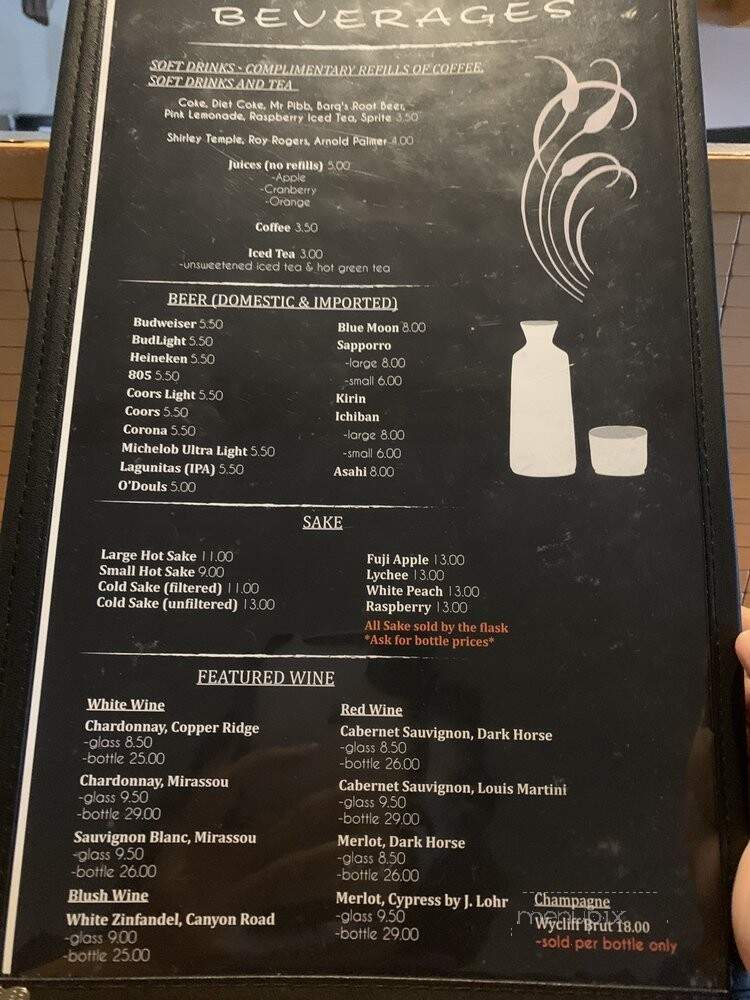 BEVERAGES
SOFT DRINKS - COMPLIMENTARY REFILLS OF COFFEE,
SOFT DRINKS AND TEA
Coke, Diet Coke, Mr Pibb, Barq's Root Beer,
Pink Lemonade, Raspberry Iced Tea, Sprite 3.50
Shirley Temple, Roy Rogers, Arnold Palmer 4.00
Juices (no refills) 5.00
-Apple
-Cranberry
-Orange
Coffee 3.50
Iced Tea 3.00
-unsweetened iced tea & hot green tea
BEER (DOMESTIC & IMPORTED)
Budweiser 5.50
BudLight 5.50
Heineken 5.50
805 5.50
Coors Light 5.50
Coors 5.50
Corona 5.50
Michelob Ultra Light 5.50
Lagunitas (IPA) 5.50
O'Douls 5.00
Blue Moon 8.00
Sapporro
-large 8.00
-small 6.00
Kirin
Ichiban
-large 8.00
-small 6.00
Asahi 8.00
SAKE
Large Hot Sake 11.00
Small Hot Sake 9.00
Cold Sake (filtered) 11.00
Cold Sake (unfiltered) 13.00
Fuji Apple 13.00
Lychee 13.00
White Peach 13.00
Raspberry 13.00
All Sake sold by the flask
*Ask for bottle prices*
FEATURED WINE
White Wine
Chardonnay, Copper Ridge
-glass 8.50
-bottle 25.00
Chardonnay, Mirassou
-glass 9.50
-bottle 29.00
Sauvignon Blanc, Mirassou
-glass 9.50
-bottle 26.00
Blush Wine
White Zinfandel, Canyon Road
-glass 9.00
-bottle 25.00
Red Wine
Cabernet Sauvignon, Dark Horse
-glass 8.50
-bottle 26.00
Cabernet Sauvignon, Louis Martini
-glass 9.50
-bottle 29.00
Merlot, Dark Horse
-glass 8.50
-bottle 26.00
Merlot, Cypress by J. Lohr
-glass 9.50
-bottle 29.00
Champagne
menupix
Wycliff Brut 18.00
-sold per bottle only